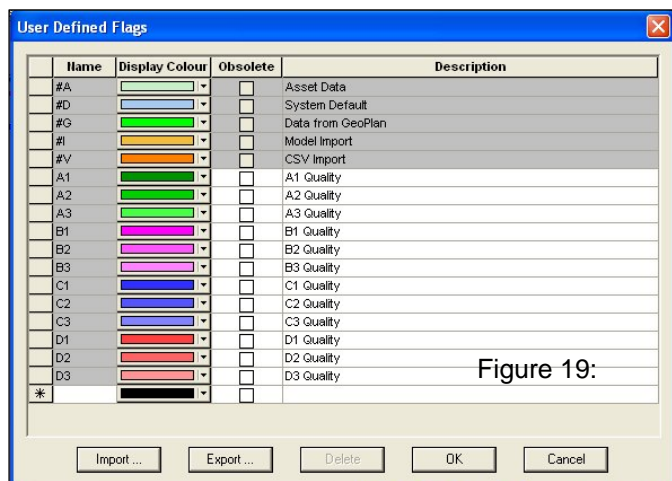 User Defined Flags
Name Display Colour Obsolete Description
#A Asset Data
#D System Default
#G Data from GeoPlan
#I Model Import
#V CSV Import
A1 A1 Quality
A2 A2 Quality
A3 A3 Quality
B1 B1 Quality
B2 B2 Quality
B3 B3 Quality
C1 C1 Quality
C2 C2 Quality
C3 C3 Quality
D1 D1 Quality
D2 D2 Quality
D3 D3 Quality
Figure 19:
*
Import ... Export ... Delete OK Cancel